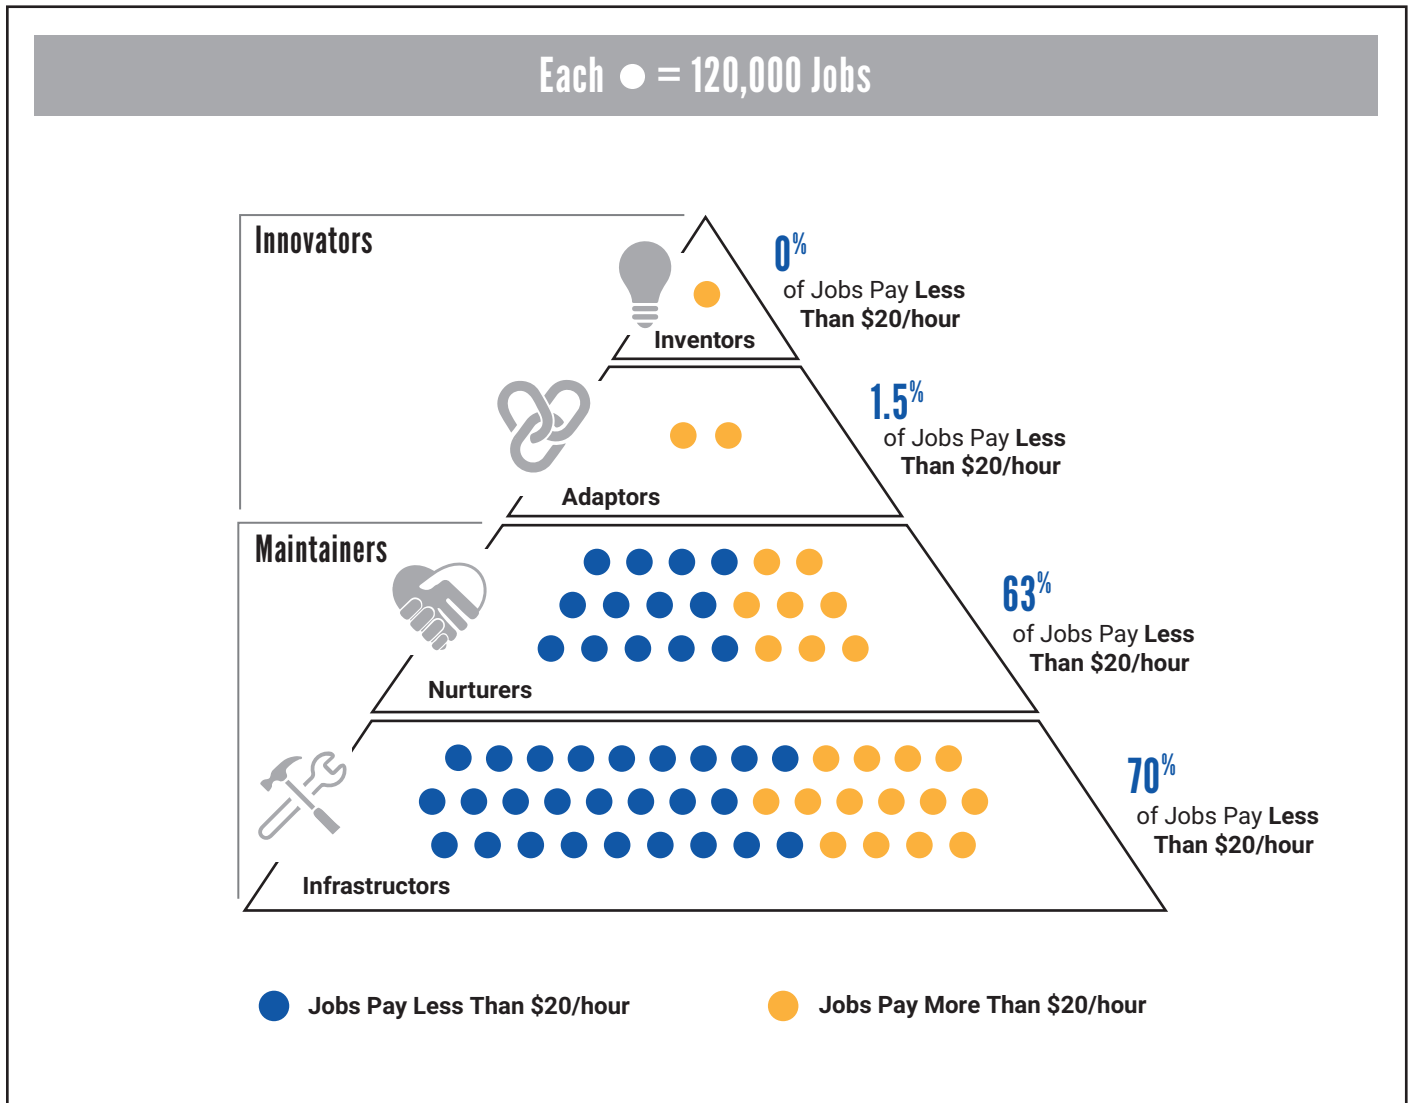 Each = 120,000 Jobs
Innovators
0%
of Jobs Pay Less
Than $20/hour
Inventors
1.5%
of Jobs Pay Less
Than $20/hour
Adaptors
Maintainers
63%
of Jobs Pay Less
Than $20/hour
Nurturers
70%
of Jobs Pay Less
Than $20/hour
Infrastructors
Jobs Pay Less Than $20/hour
Jobs Pay More Than $20/hour